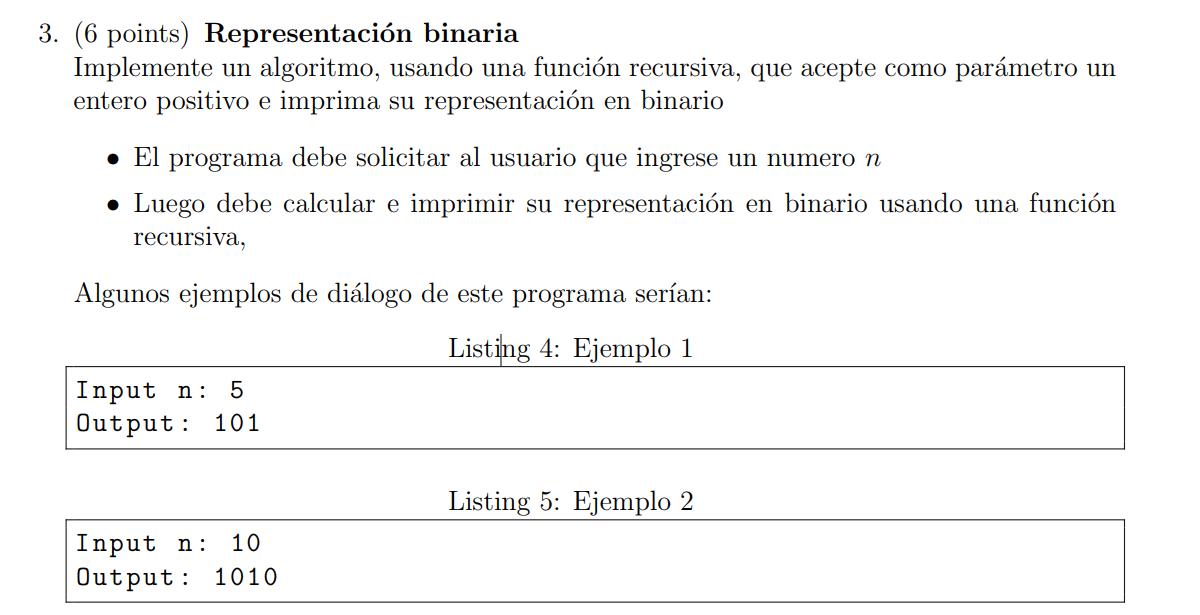 3. (6 points) Representación binaria
Implemente un algoritmo, usando una función recursiva, que acepte como parámetro un
entero positivo e imprima su representación en binario
• El programa debe solicitar al usuario que ingrese un numero n
• Luego debe calcular e imprimir su representación en binario usando una función
recursiva,
Algunos ejemplos de diálogo de este programa serían:
Listing 4: Ejemplo 1
Input n: 5
Output: 101
Listing 5: Ejemplo 2
Input n: 10
Output: 1010